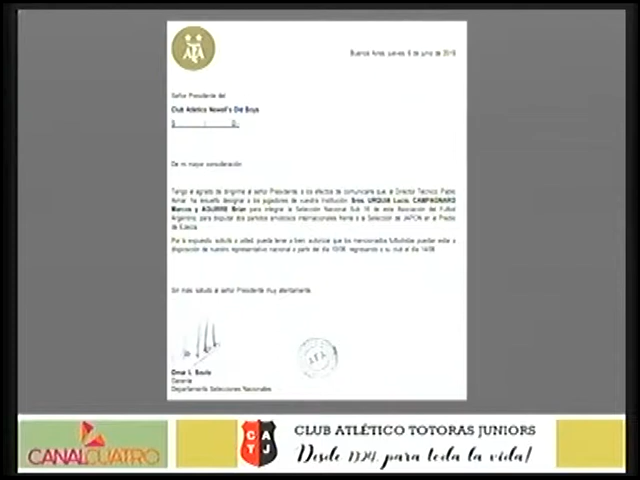 AFA
Buenos Aires, jueves, 6 de junio de 2019
Señor Presidente del
Club Atlético Newell's Old Boys
S / D.
De mi mayor consideración:
Tengo el agrado de dirigirme al señor Presidente a los efectos de comunicarle que el Director Técnico Pablo
Aimar ha resuelto designar a los jugadores de vuestra Institución Sres. URQUIA Lucio, CAMPAGNARO
Marcos y AGUIRRE Brian para integrar la Selección Nacional Sub 16 de esta Asociación del Fútbol
Argentino, para disputar dos partidos amistosos internacionales frente a la Selección de JAPON en el Predio
de Ezeiza.
Por lo expuesto, solicito a usted, pueda tener a bien autorizar que los mencionados futbolistas puedan estar a
disposición de nuestro representativo nacional a partir del día 10/06, regresando a su club el día 14/06.
Sin más saludo al señor Presidente muy atentamente.
Omar L. Souto
Gerente
Departamento Selecciones Nacionales
A.F.A.
CANALCUATRO
CAJT
CLUB ATLÉTICO TOTORAS JUNIORS
Desde 1924, para toda la vida!